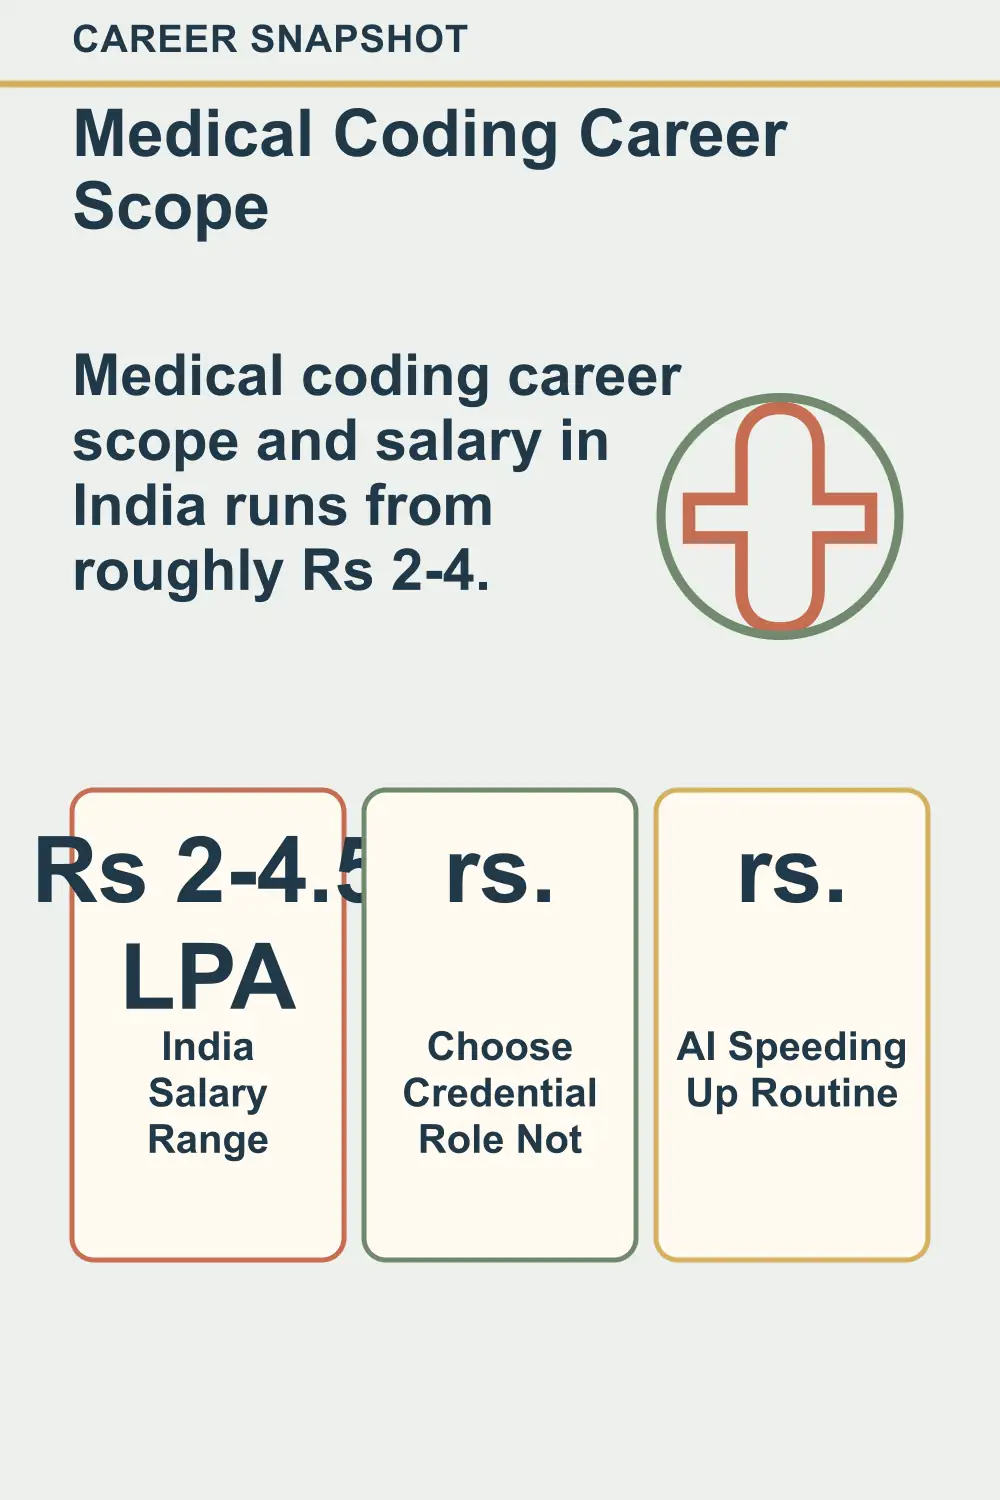 CAREER SNAPSHOT
Medical Coding Career
Scope
Medical coding career
scope and salary in
India runs from
roughly Rs 2-4.
Rs 2-4.5
LPA
India
Salary
Range
rs.
Choose
Credential
Role Not
rs.
AI Speeding
Up Routine